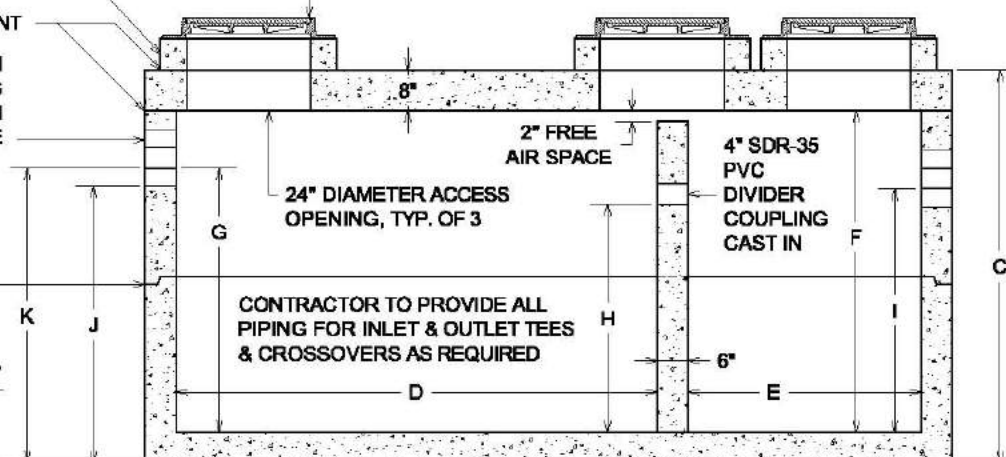 NT
8"
2" FREE
AIR SPACE
4" SDR-35
PVC
DIVIDER
COUPLING
CAST IN
24" DIAMETER ACCESS
OPENING, TYP. OF 3
G
F
C
K
J
CONTRACTOR TO PROVIDE ALL
PIPING FOR INLET & OUTLET TEES
& CROSSOVERS AS REQUIRED
H
I
6"
D
E